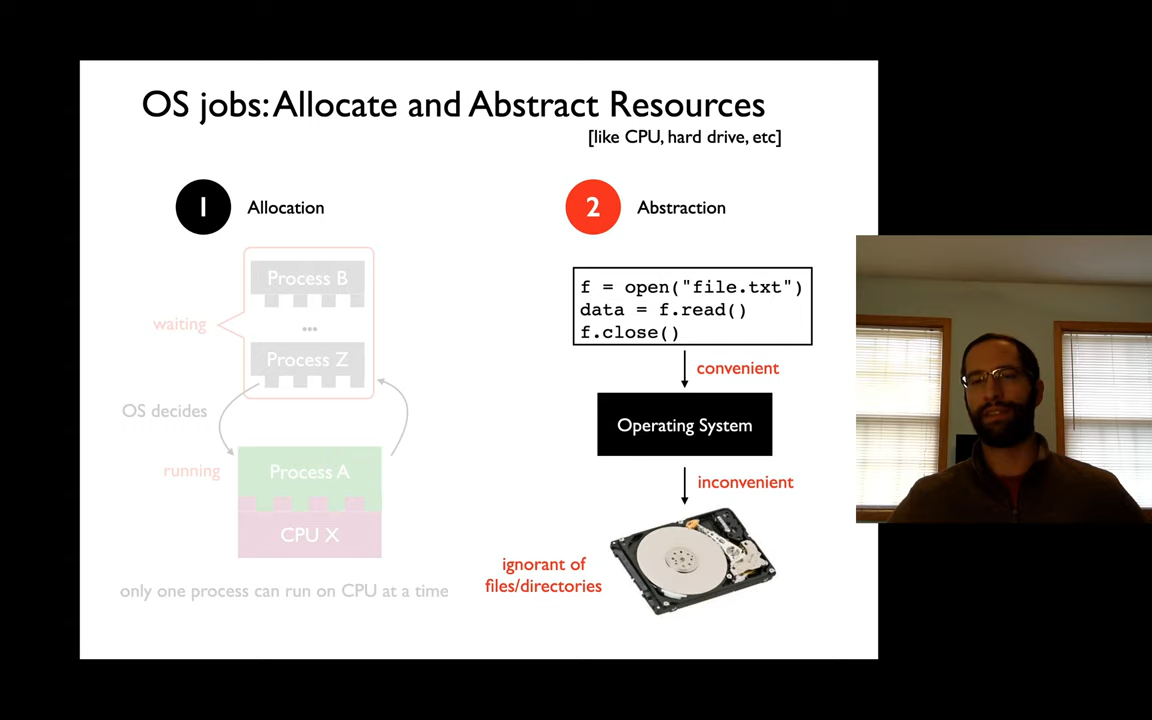 OS jobs: Allocate and Abstract Resources
[like CPU, hard drive, etc]
1
Allocation
Process B
...
Process Z
waiting
OS decides
running
Process A
CPU X
only one process can run on CPU at a time
2
Abstraction
f = open("file.txt")
data = f.read()
f.close()
convenient
Operating System
inconvenient
ignorant of
files/directories